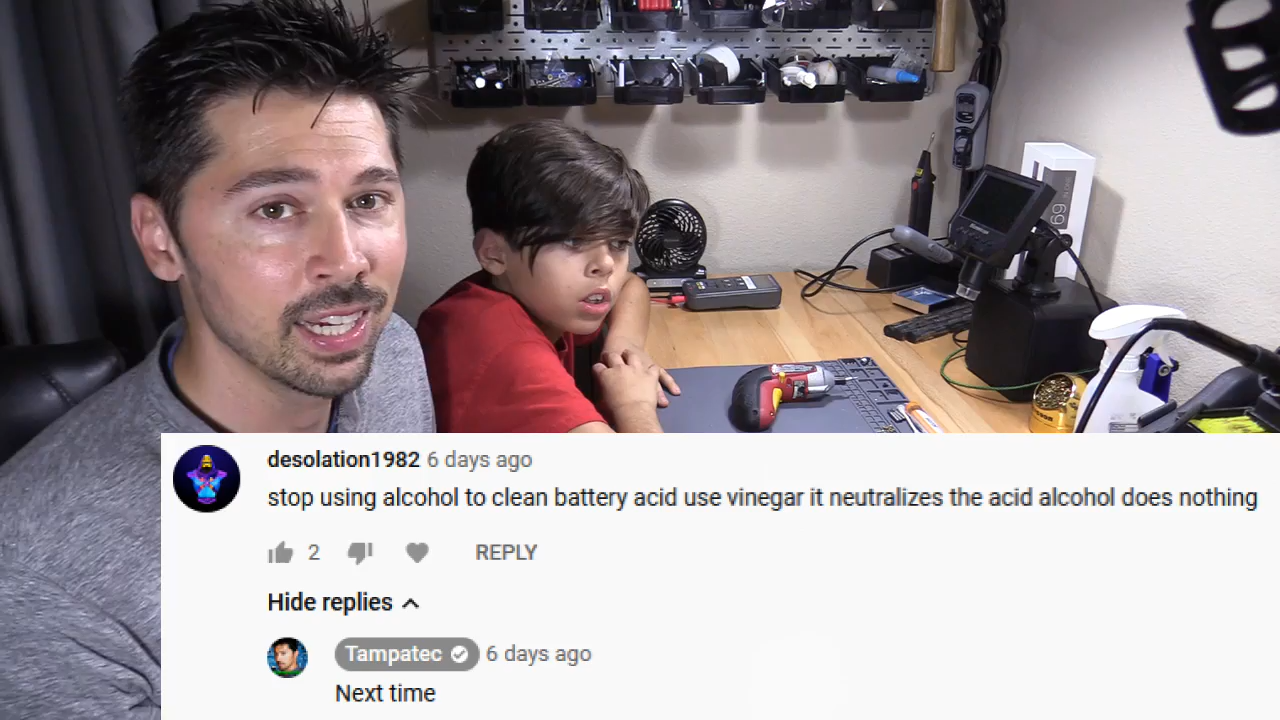 69
desolation1982 6 days ago
stop using alcohol to clean battery acid use vinegar it neutralizes the acid alcohol does nothing
2 REPLY
Hide replies
Tampatec 6 days ago
Next time